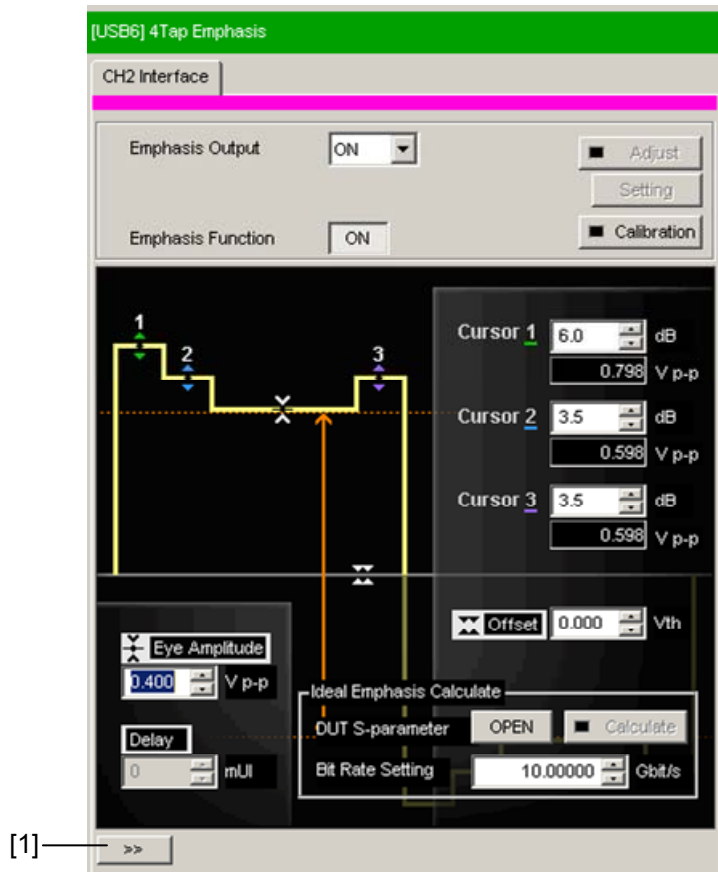 [USB6] 4Tap Emphasis
CH2 Interface
Emphasis Output ON Adjust
Setting
Emphasis Function ON Calibration
1 2 3
Cursor 1 6.0 dB
0.798 V p-p
Cursor 2 3.5 dB
0.598 V p-p
Cursor 3 3.5 dB
0.598 V p-p
Offset 0.000 Vth
Eye Amplitude
0.400 V p-p
Ideal Emphasis Calculate
DUT S-parameter OPEN Calculate
Delay
0 mUI
Bit Rate Setting 10.00000 Gbit/s
[1] >>